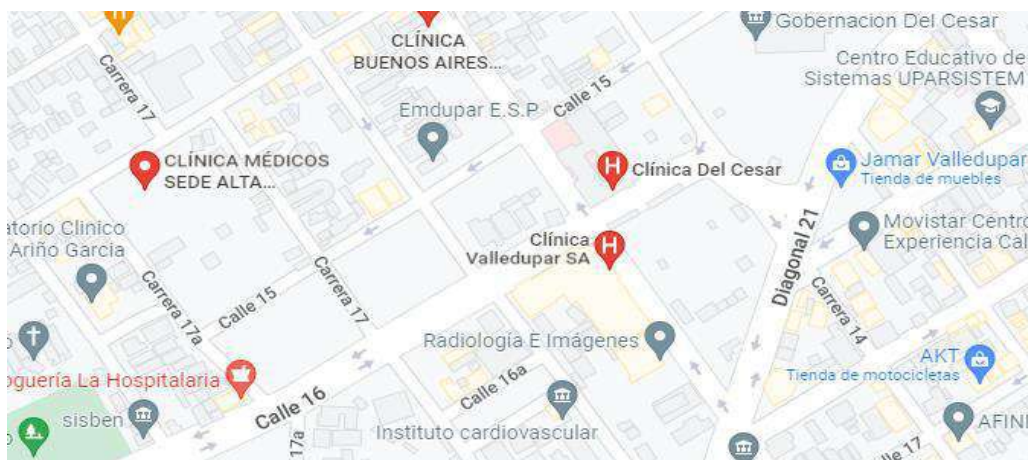 Gobernacion Del Cesar
CLÍNICA
BUENOS AIRES...
Centro Educativo de
Sistemas UPARSISTEM
Carrera 17
Calle 15
Emdupar E.S.P
CLÍNICA MÉDICOS
SEDE ALTA...
Clínica Del Cesar
Jamar Valledupar
Tienda de muebles
atorio Clinico
Ariño Garcia
Clínica
Valledupar SA
Movistar Centro
Experiencia Cal
Diagonal 21
Calle 15
Carrera 17
Carrera 17a
Carrera 14
Radiología E Imágenes
AKT
Tienda de motocicletas
oguería La Hospitalaria
Calle 16
Calle 16a
sisben
17a
Instituto cardiovascular
AFINI
lle 17